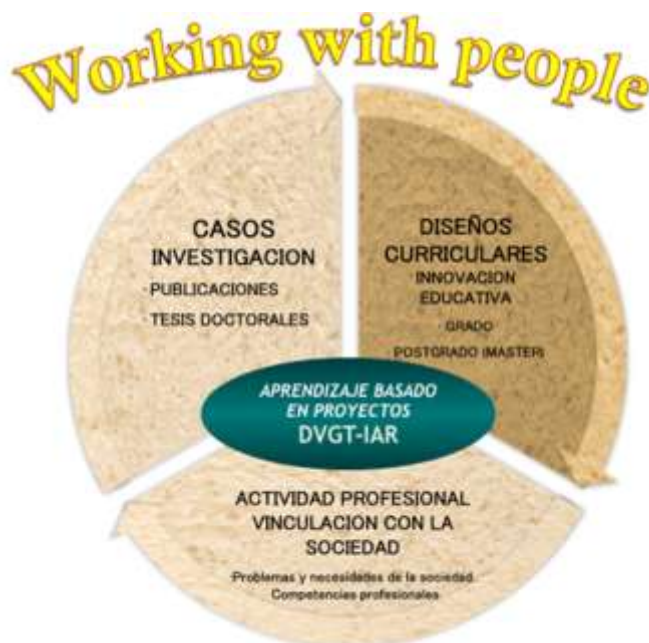 Working with people
CASOS
INVESTIGACION
· PUBLICACIONES
· TESIS DOCTORALES
DISEÑOS
CURRICULARES
INNOVACION
EDUCATIVA
· GRADO
· POSTGRADO (MASTER)
APRENDIZAJE BASADO
EN PROYECTOS
DVGT-IAR
ACTIVIDAD PROFESIONAL
VINCULACION CON LA
SOCIEDAD
·Problemas y necesidades de la sociedad.
Competencias profesionales